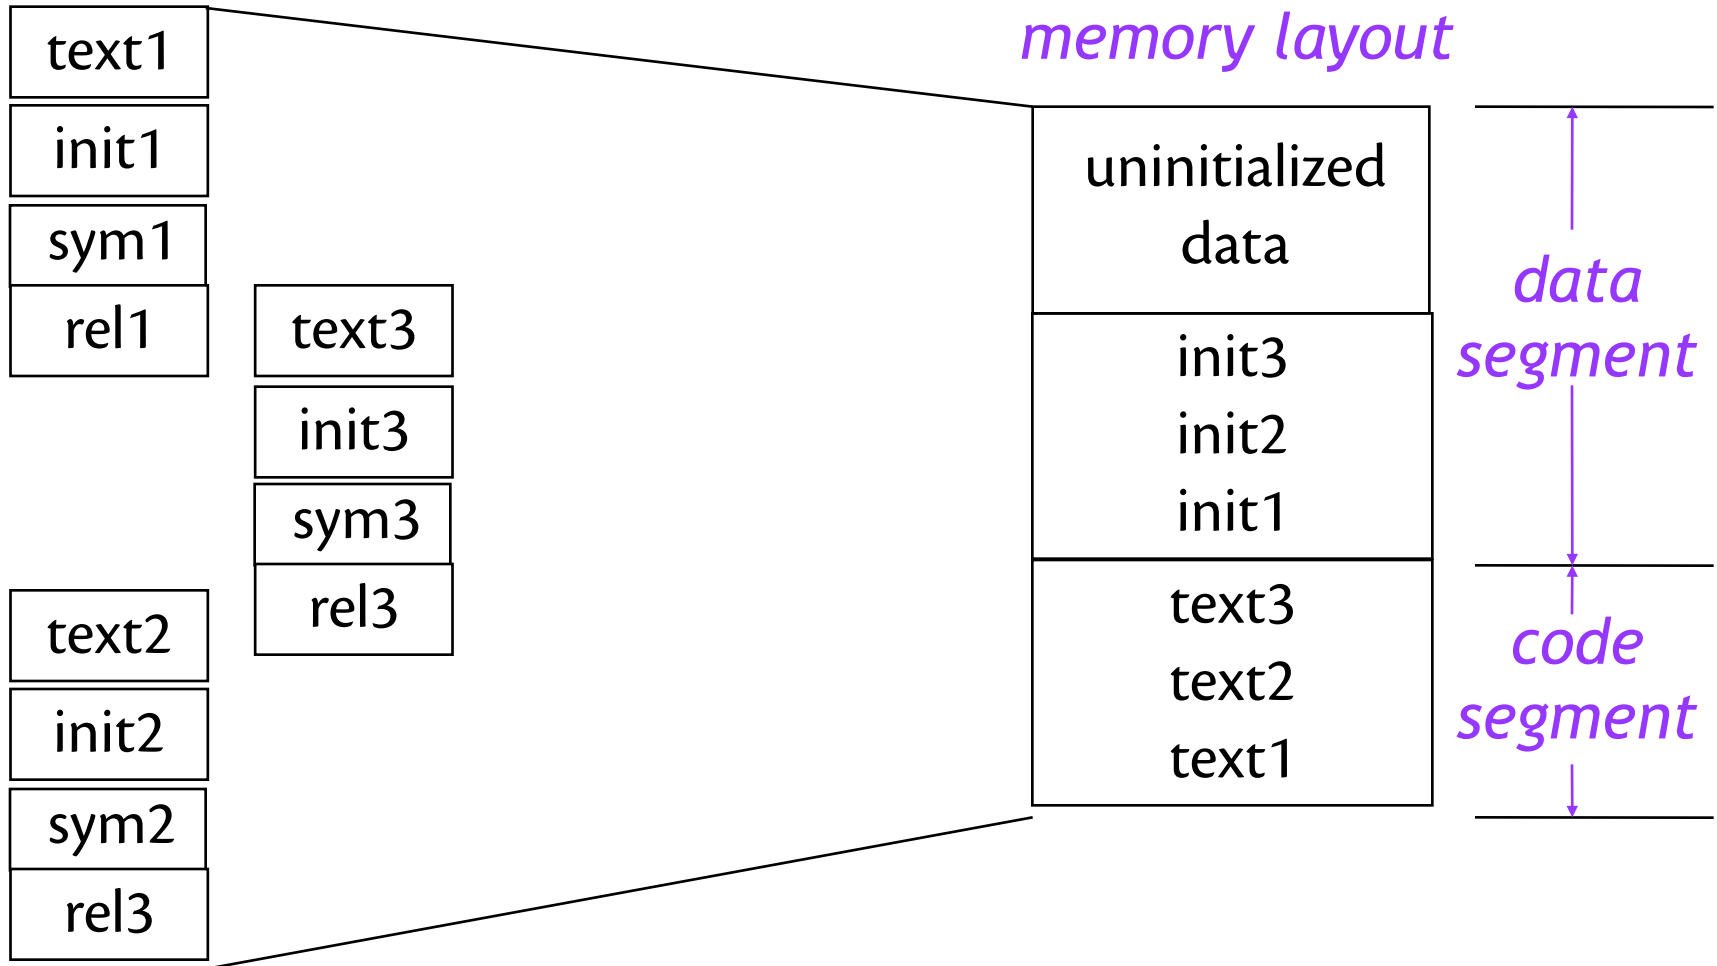 text1
init1
sym1
rel1
text3
init3
sym3
rel3
text2
init2
sym2
rel3
memory layout
uninitialized
data
init3
init2
init1
text3
text2
text1
data
segment
code
segment